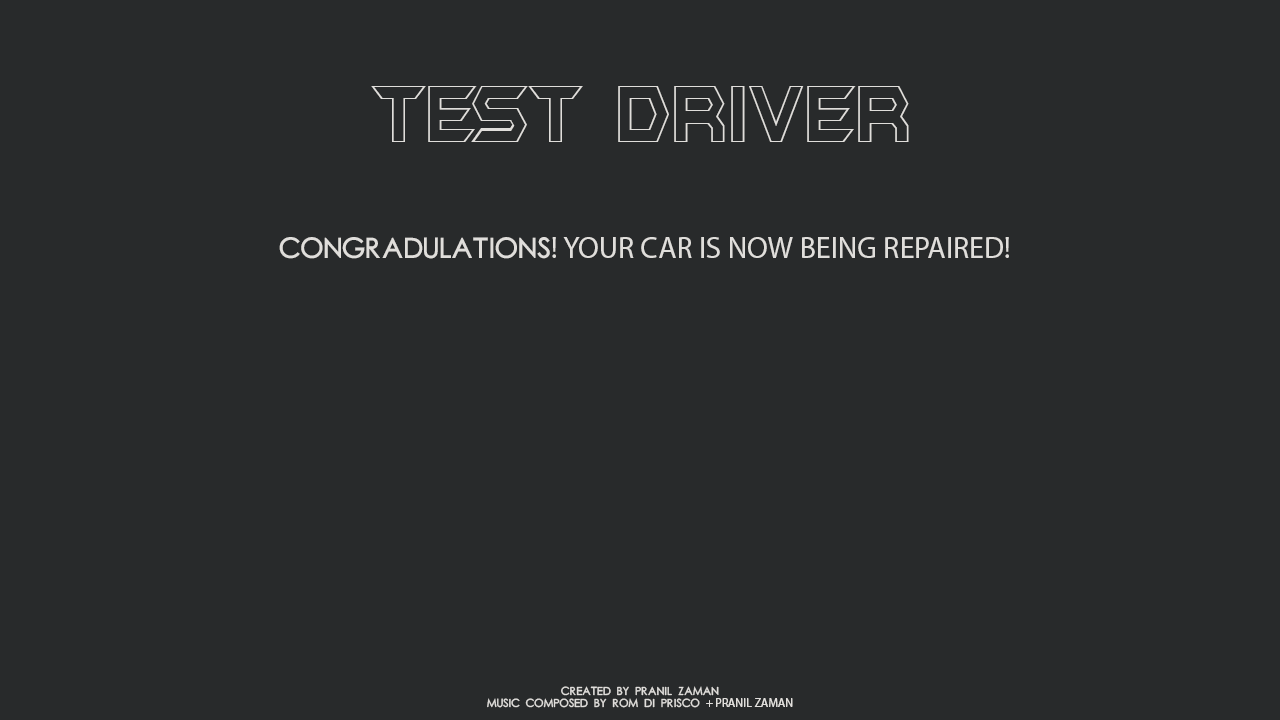 TEST DRIVER
CONGRADULATIONS! YOUR CAR IS NOW BEING REPAIRED!
CREATED BY PRANIL ZAMAN
MUSIC COMPOSED BY ROM DI PRISCO + PRANIL ZAMAN